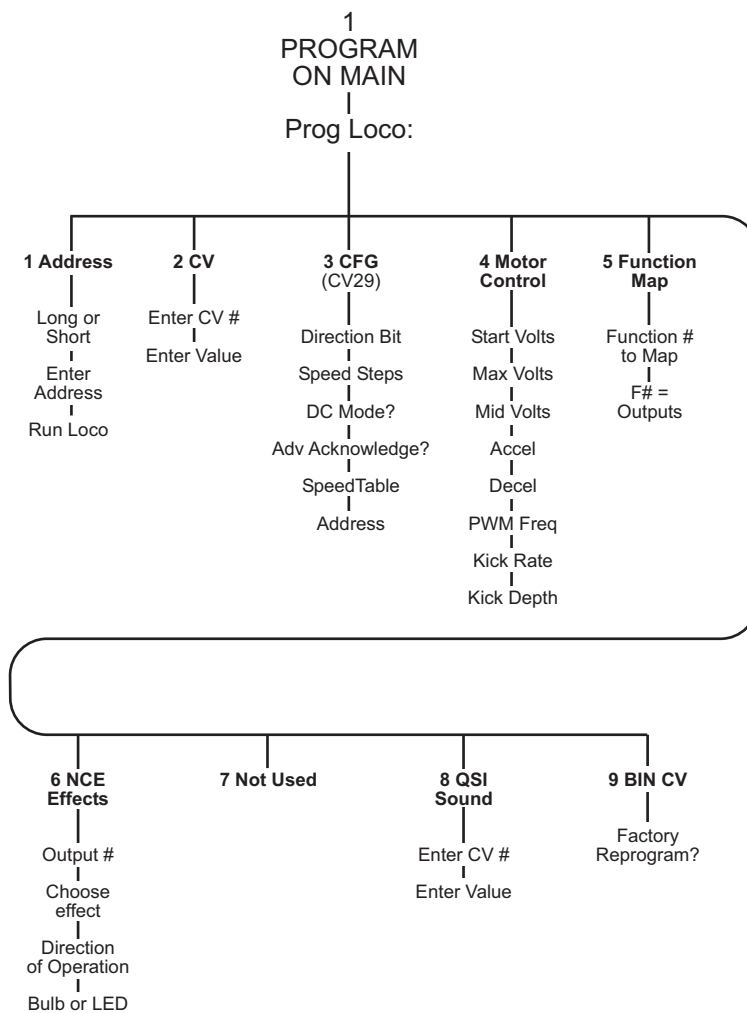 1
PROGRAM
ON MAIN
Prog Loco:
1 Address
Long or
Short
Enter
Address
Run Loco
2 CV
Enter CV #
Enter Value
3 CFG
(CV29)
Direction Bit
Speed Steps
DC Mode?
Adv Acknowledge?
SpeedTable
Address
4 Motor
Control
Start Volts
Max Volts
Mid Volts
Accel
Decel
PWM Freq
Kick Rate
Kick Depth
5 Function
Map
Function #
to Map
F# =
Outputs
6 NCE
Effects
Output #
Choose
effect
Direction
of Operation
Bulb or LED
7 Not Used
8 QSI
Sound
Enter CV #
Enter Value
9 BIN CV
Factory
Reprogram?